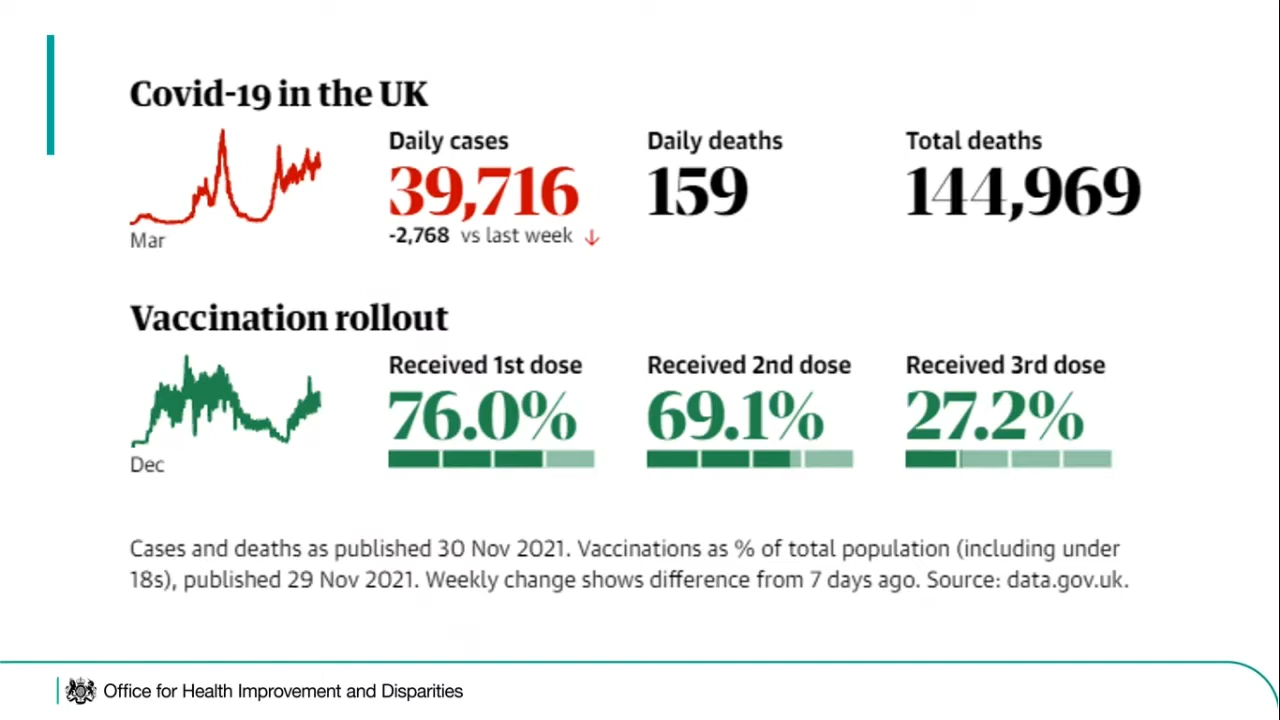 Covid-19 in the UK
Mar
Daily cases
39,716
-2,768 vs last week ↓
Daily deaths
159
Total deaths
144,969
Vaccination rollout
Dec
Received 1st dose
76.0%
Received 2nd dose
69.1%
Received 3rd dose
27.2%
Cases and deaths as published 30 Nov 2021. Vaccinations as % of total population (including under
18s), published 29 Nov 2021. Weekly change shows difference from 7 days ago. Source: data.gov.uk.
Office for Health Improvement and Disparities